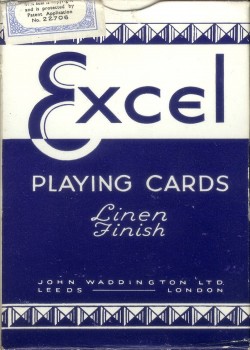 and is protected by
Patent Application
No. 22706
Excel
PLAYING CARDS
Linen
Finish
JOHN WADDINGTON LTD.
LEEDS — LONDON